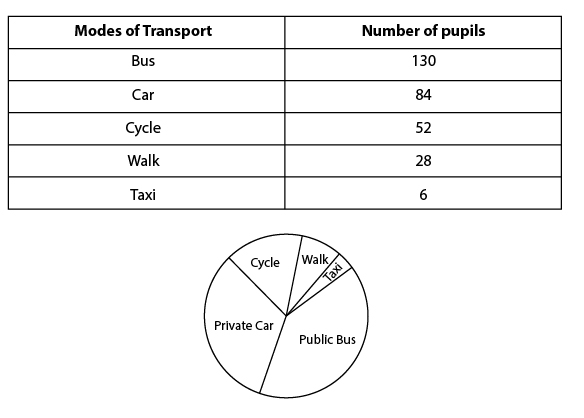 Modes of Transport Number of pupils
Bus 130
Car 84
Cycle 52
Walk 28
Taxi 6
Cycle
Walk
Taxi
Private Car
Public Bus